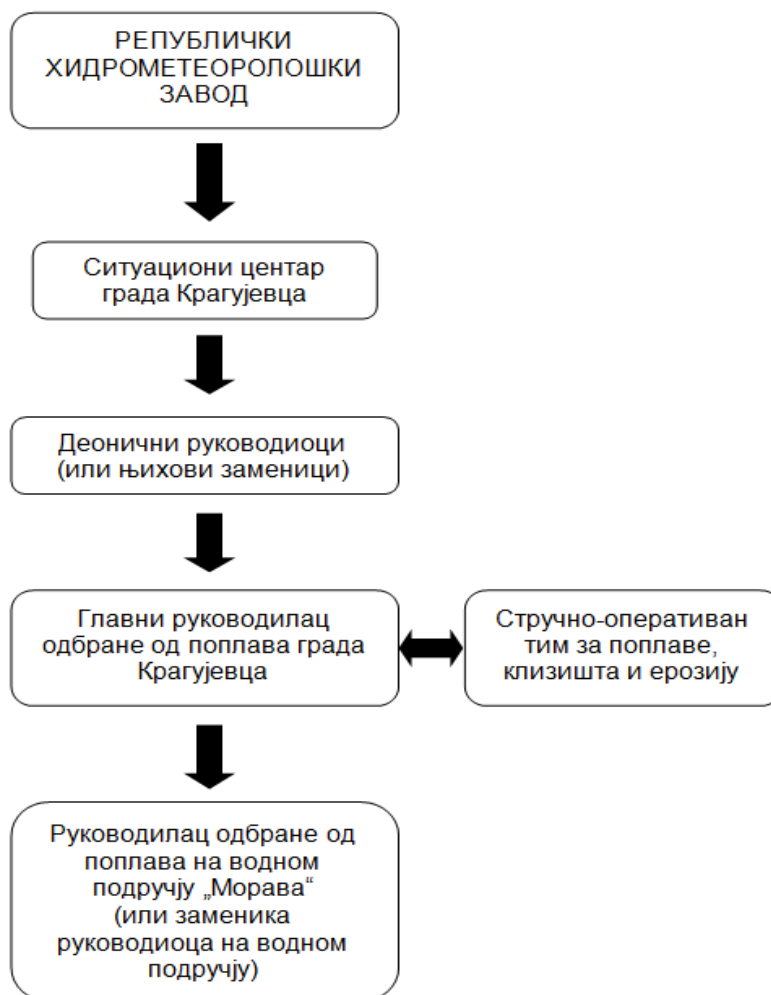 РЕПУБЛИЧКИ
ХИДРОМЕТЕОРОЛОШКИ
ЗАВОД
Ситуациони центар
града Крагујевца
Деонични руководиоци
(или њихови заменици)
Главни руководилац
одбране од поплава града
Крагујевца
Стручно-оперативан
тим за поплаве,
клизишта и ерозију
Руководилац одбране од
поплава на водном
подручју „Морава“
(или заменика
руководиоца на водном
подручју)